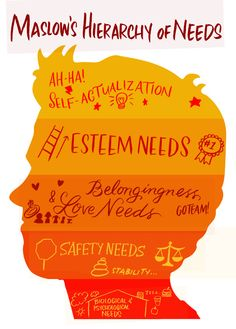 MASLOW'S HIERARCHY OF NEEDS
AH-HA!
SELF-ACTUALIZATION
ESTEEM NEEDS
#1
Belongingness
& Love Needs
GO TEAM!
SAFETY NEEDS
STABILITY...
BIOLOGICAL &
NEEDS